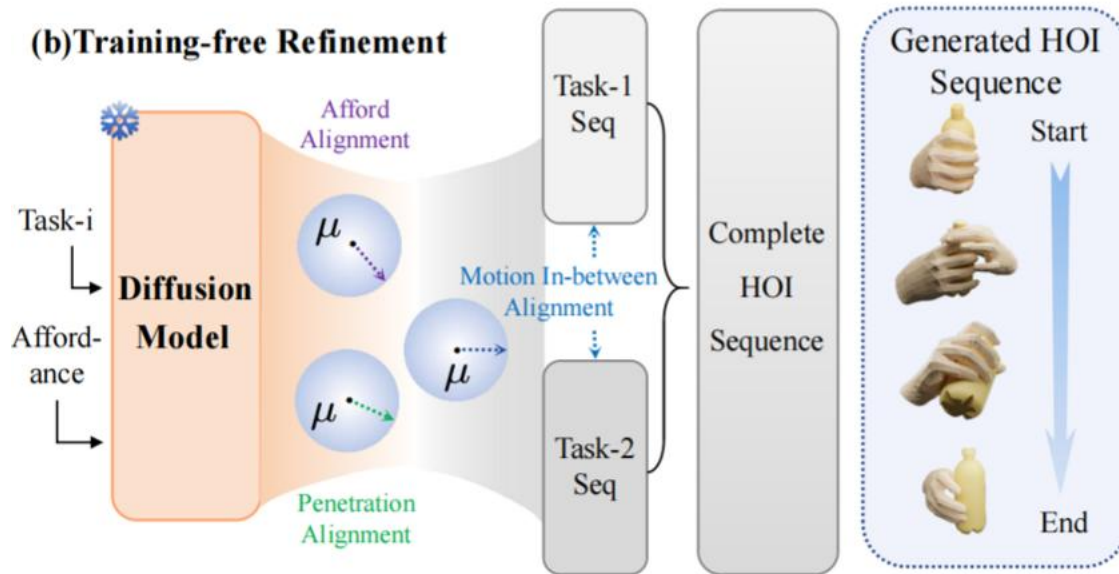 (b)Training-free Refinement
Task-i
Afford-
ance
Diffusion
Model
Afford
Alignment
μ
μ
μ
Penetration
Alignment
Motion In-between
Alignment
Task-1
Seq
Task-2
Seq
Complete
HOI
Sequence
Generated HOI
Sequence
Start
End